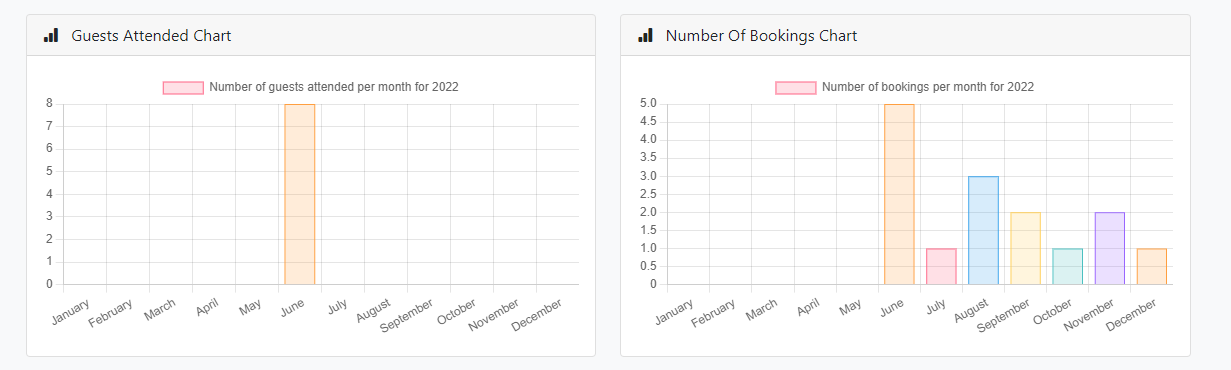 Guests Attended Chart
Number of guests attended per month for 2022
8
7
6
5
4
3
2
1
0
January
February
March
April
May
June
July
August
September
October
November
December
Number Of Bookings Chart
Number of bookings per month for 2022
5.0
4.5
4.0
3.5
3.0
2.5
2.0
1.5
1.0
0.5
0
January
February
March
April
May
June
July
August
September
October
November
December